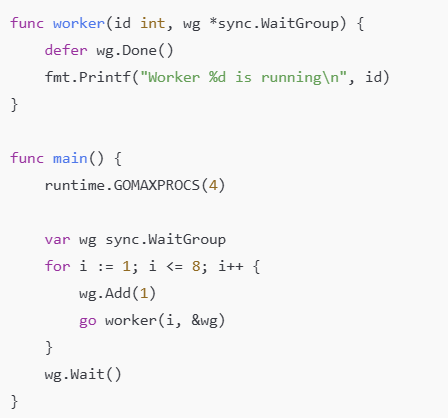 func worker(id int, wg *sync.WaitGroup) {
    defer wg.Done()
    fmt.Printf("Worker %d is running\n", id)
}

func main() {
    runtime.GOMAXPROCS(4)

    var wg sync.WaitGroup
    for i := 1; i <= 8; i++ {
        wg.Add(1)
        go worker(i, &wg)
    }
    wg.Wait()
}